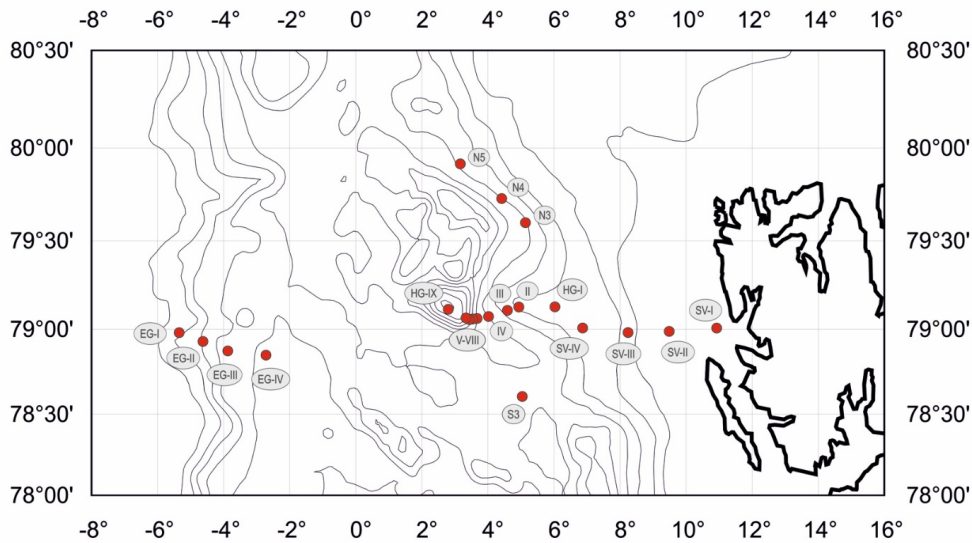 -8° -6° -4° -2° 0° 2° 4° 6° 8° 10° 12° 14° 16°
80°30' 80°30'
N5
80°00' 80°00'
N4
N3
79°30' 79°30'
HG-IX III II HG-I
SV-I
EG-I 79°00' 79°00'
V-VIII IV SV-IV SV-III SV-II
EG-II
EG-III EG-IV
78°30' S3 78°30'
78°00' 78°00'
-8° -6° -4° -2° 0° 2° 4° 6° 8° 10° 12° 14° 16°